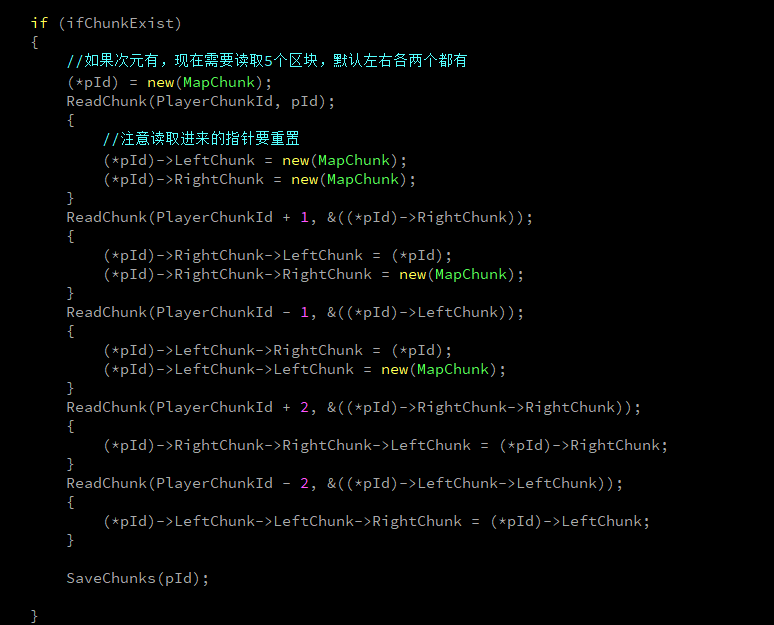 if (ifChunkExist)
{
//如果次元有，现在需要读取5个区块，默认左右各两个都有
(*pId) = new(MapChunk);
ReadChunk(PlayerChunkId, pId);
{
//注意读取进来的指针要重置
(*pId)->LeftChunk = new(MapChunk);
(*pId)->RightChunk = new(MapChunk);
}
ReadChunk(PlayerChunkId + 1, &((*pId)->RightChunk));
{
(*pId)->RightChunk->LeftChunk = (*pId);
(*pId)->RightChunk->RightChunk = new(MapChunk);
}
ReadChunk(PlayerChunkId - 1, &((*pId)->LeftChunk));
{
(*pId)->LeftChunk->RightChunk = (*pId);
(*pId)->LeftChunk->LeftChunk = new(MapChunk);
}
ReadChunk(PlayerChunkId + 2, &((*pId)->RightChunk->RightChunk));
{
(*pId)->RightChunk->RightChunk->LeftChunk = (*pId)->RightChunk;
}
ReadChunk(PlayerChunkId - 2, &((*pId)->LeftChunk->LeftChunk));
{
(*pId)->LeftChunk->LeftChunk->RightChunk = (*pId)->LeftChunk;
}
SaveChunks(pId);
}